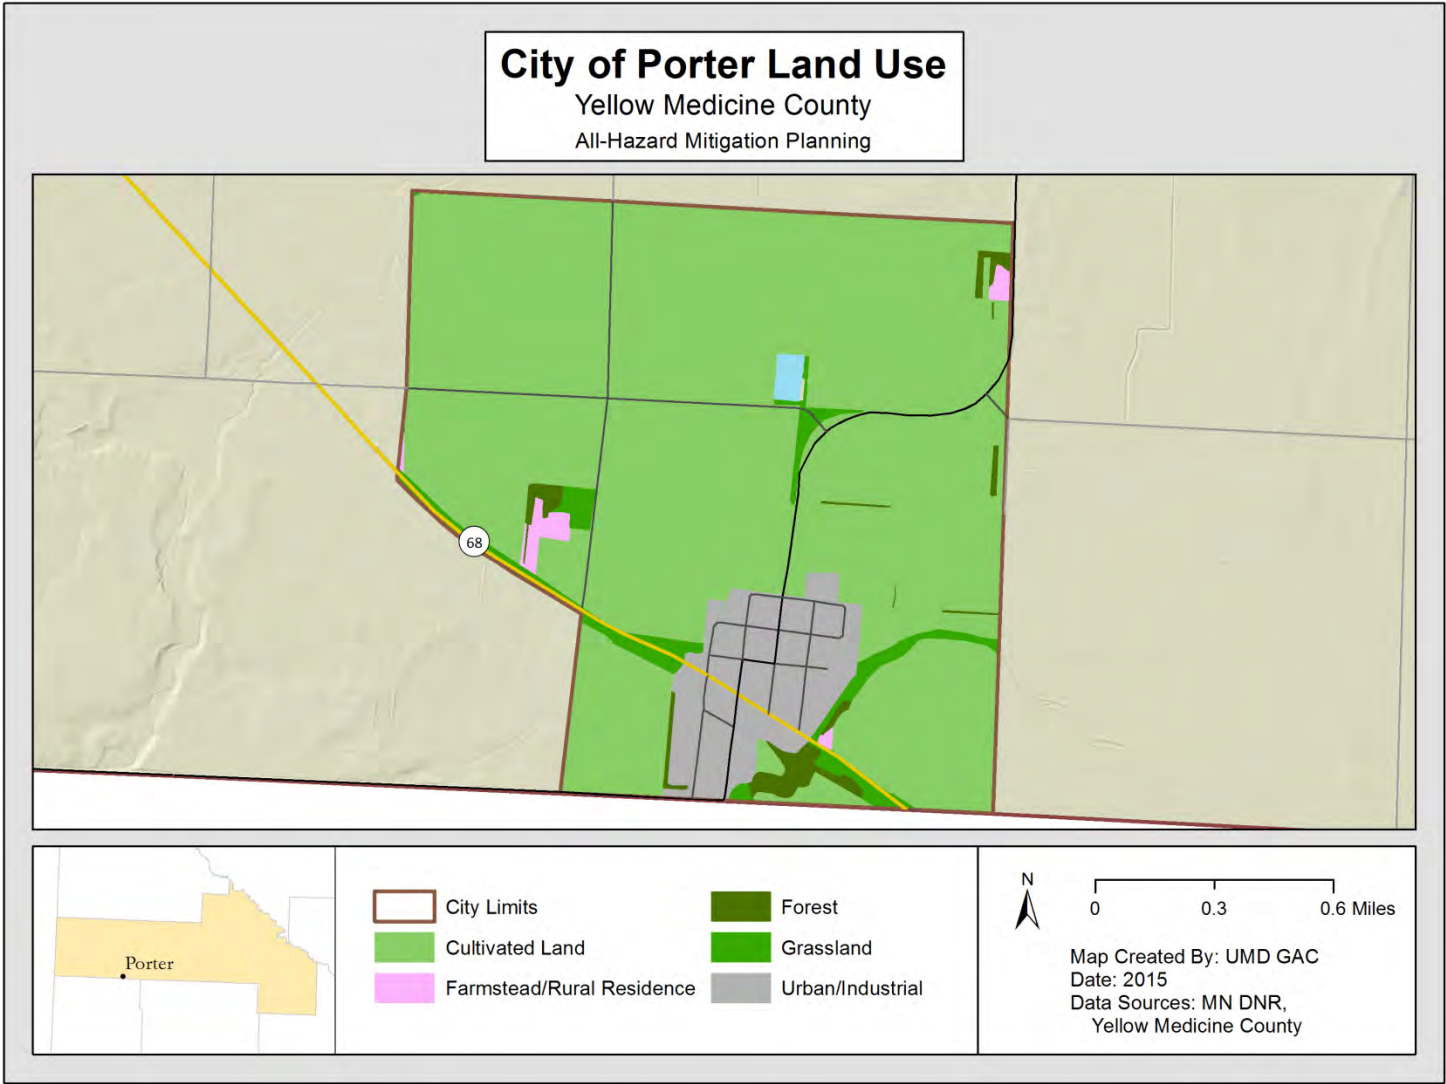 City of Porter Land Use
Yellow Medicine County
All-Hazard Mitigation Planning
68
Porter
City Limits
Cultivated Land
Farmstead/Rural Residence
Forest
Grassland
Urban/Industrial
N
0 0.3 0.6 Miles
Map Created By: UMD GAC
Date: 2015
Data Sources: MN DNR,
Yellow Medicine County